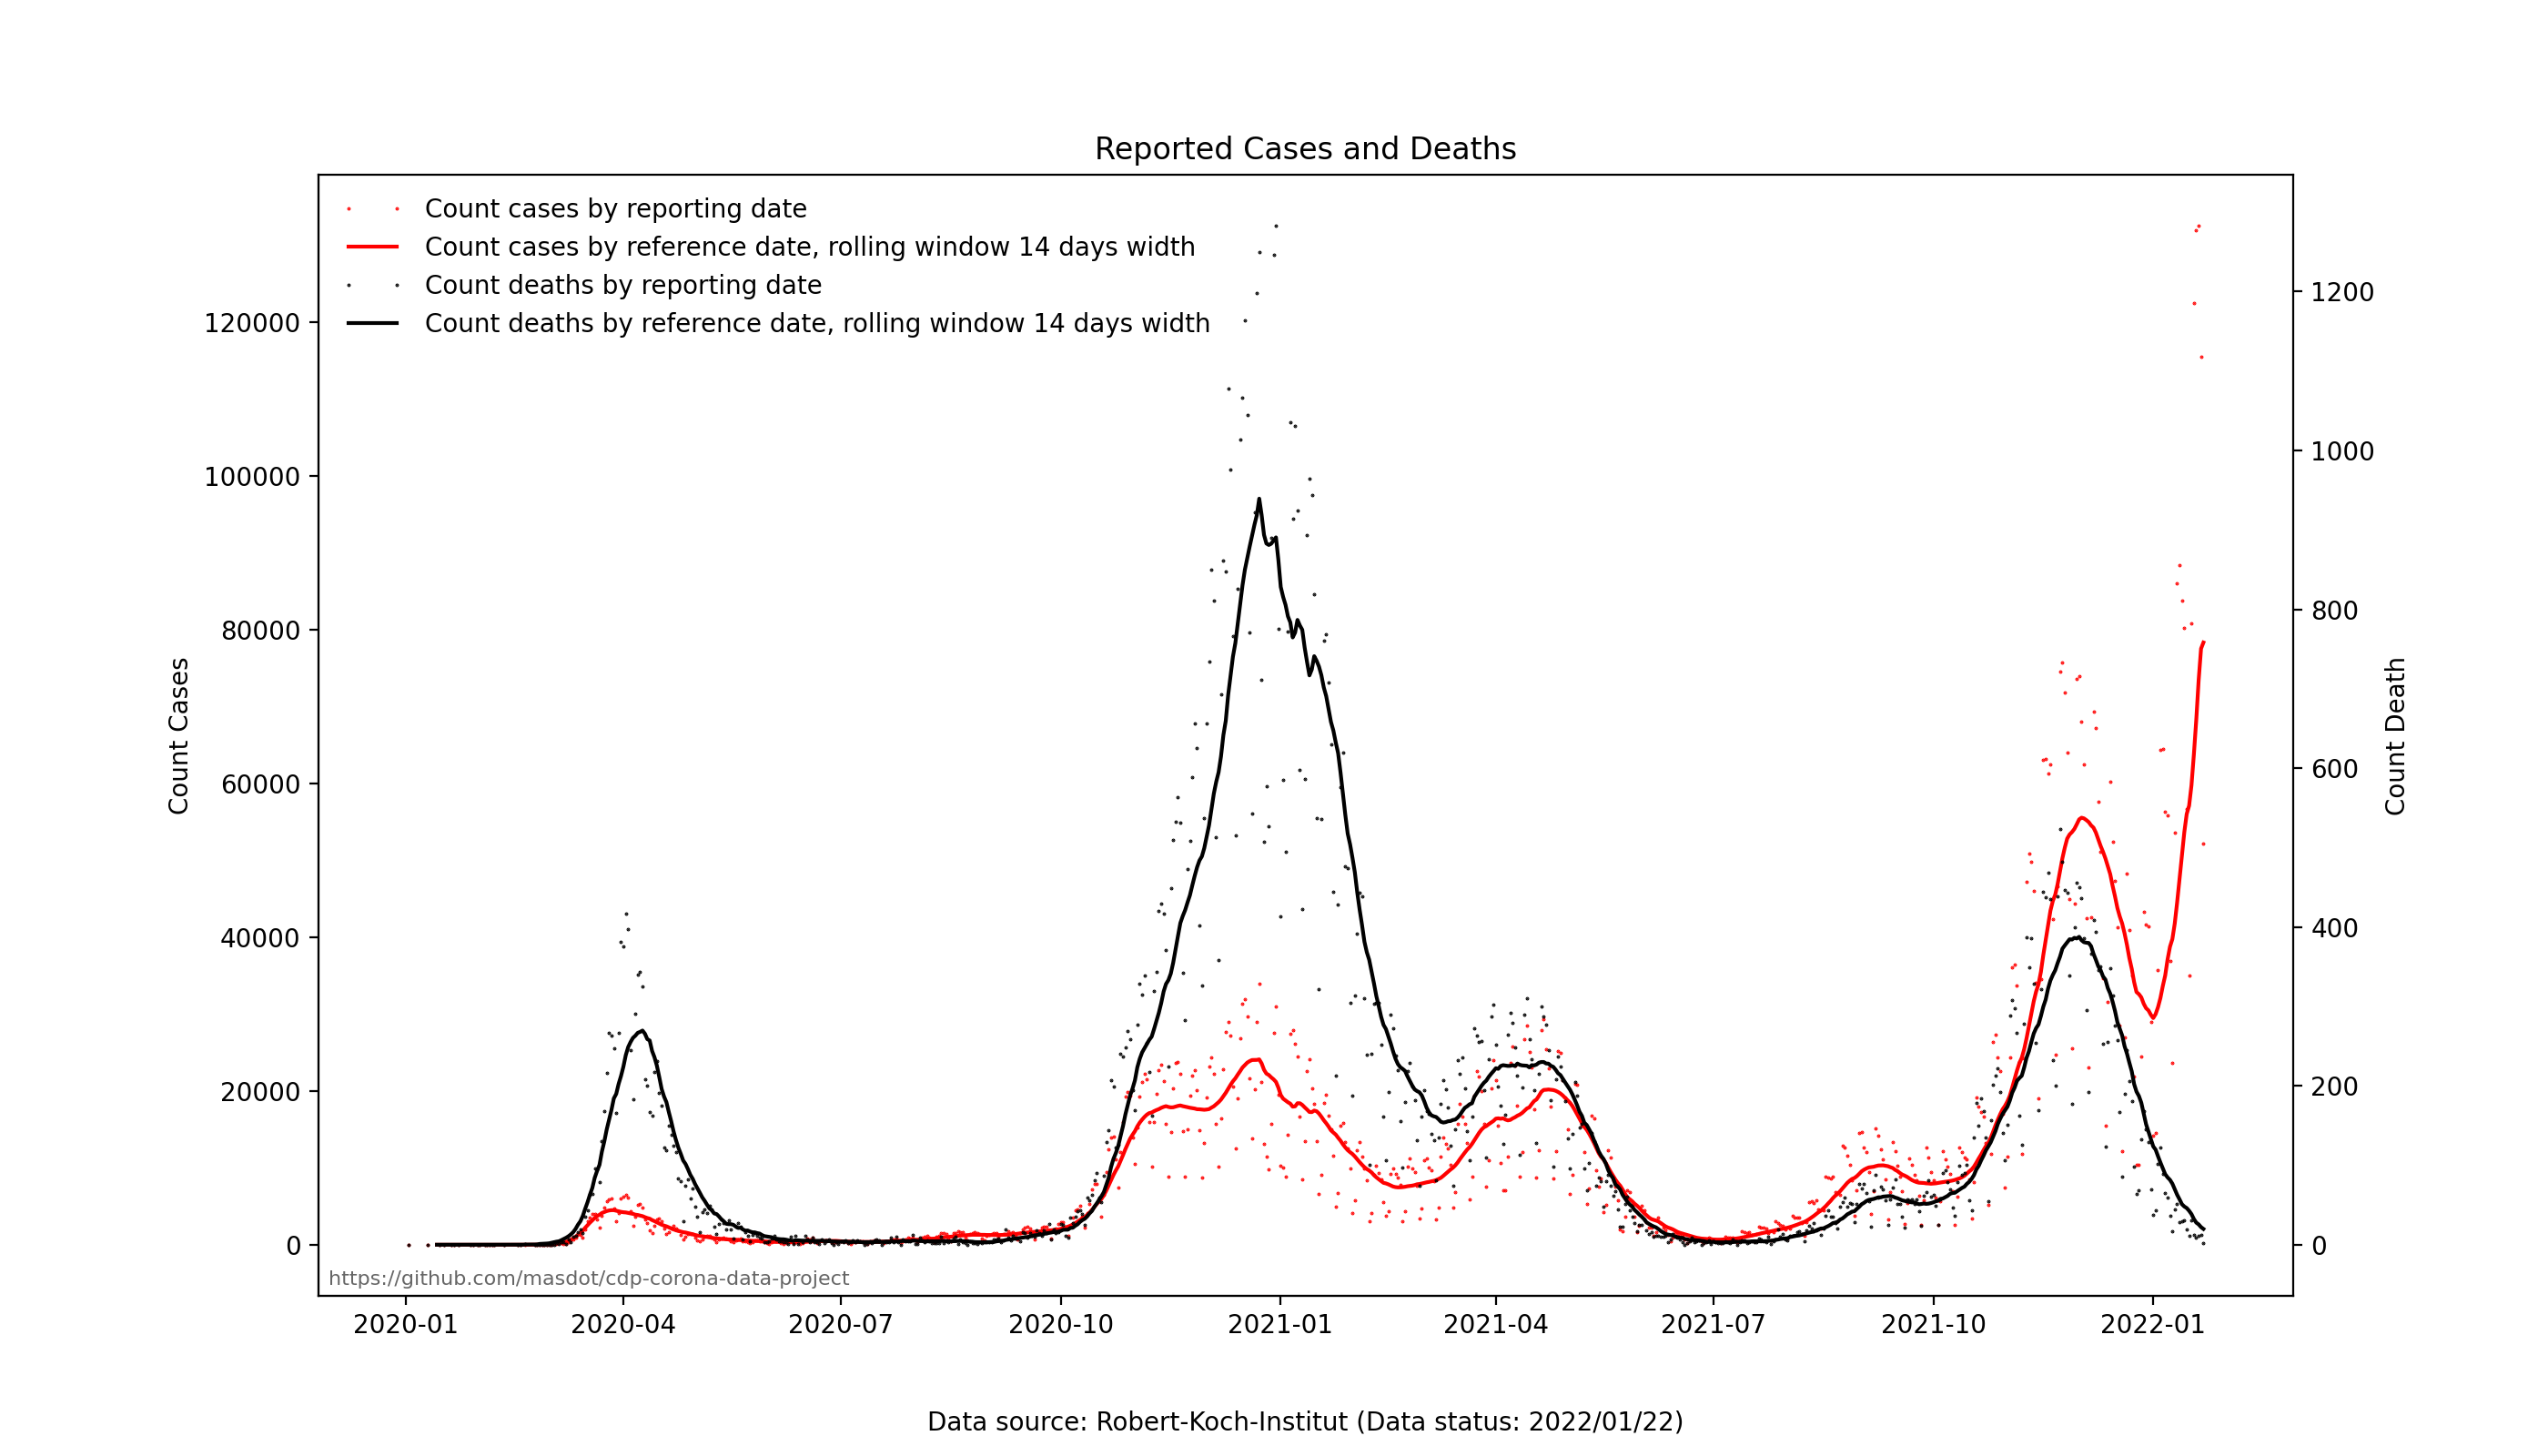 Reported Cases and Deaths
Count cases by reporting date
Count cases by reference date, rolling window 14 days width
Count deaths by reporting date
Count deaths by reference date, rolling window 14 days width
120000
100000
80000
60000
40000
20000
0
Count Cases
1200
1000
800
600
400
200
0
Count Death
https://github.com/masdot/cdp-corona-data-project
2020-01 2020-04 2020-07 2020-10 2021-01 2021-04 2021-07 2021-10 2022-01
Data source: Robert-Koch-Institut (Data status: 2022/01/22)